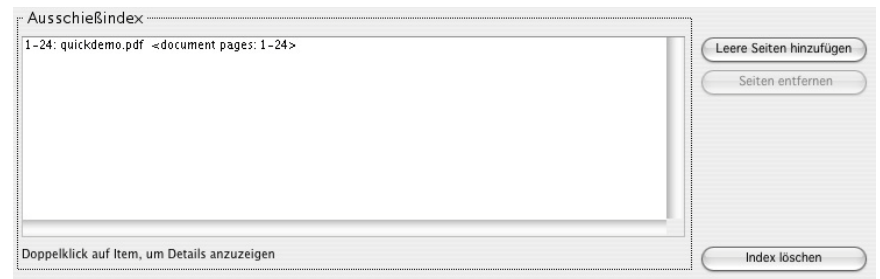 Ausschießindex
1-24: quickdemo.pdf <document pages: 1-24>
Leere Seiten hinzufügen
Seiten entfernen
Doppelklick auf Item, um Details anzuzeigen
Index löschen